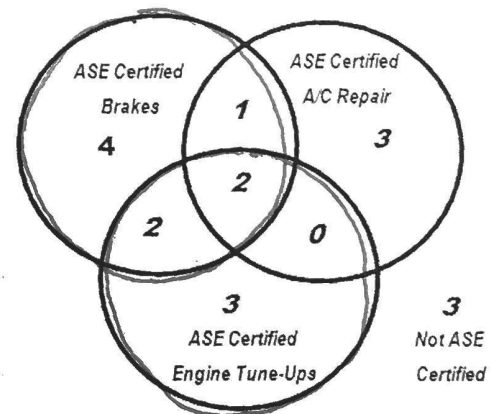 ASE Certified
Brakes
4
1
ASE Certified
A/C Repair
3
2
2
0
3
ASE Certified
Engine Tune-Ups
3
Not ASE
Certified